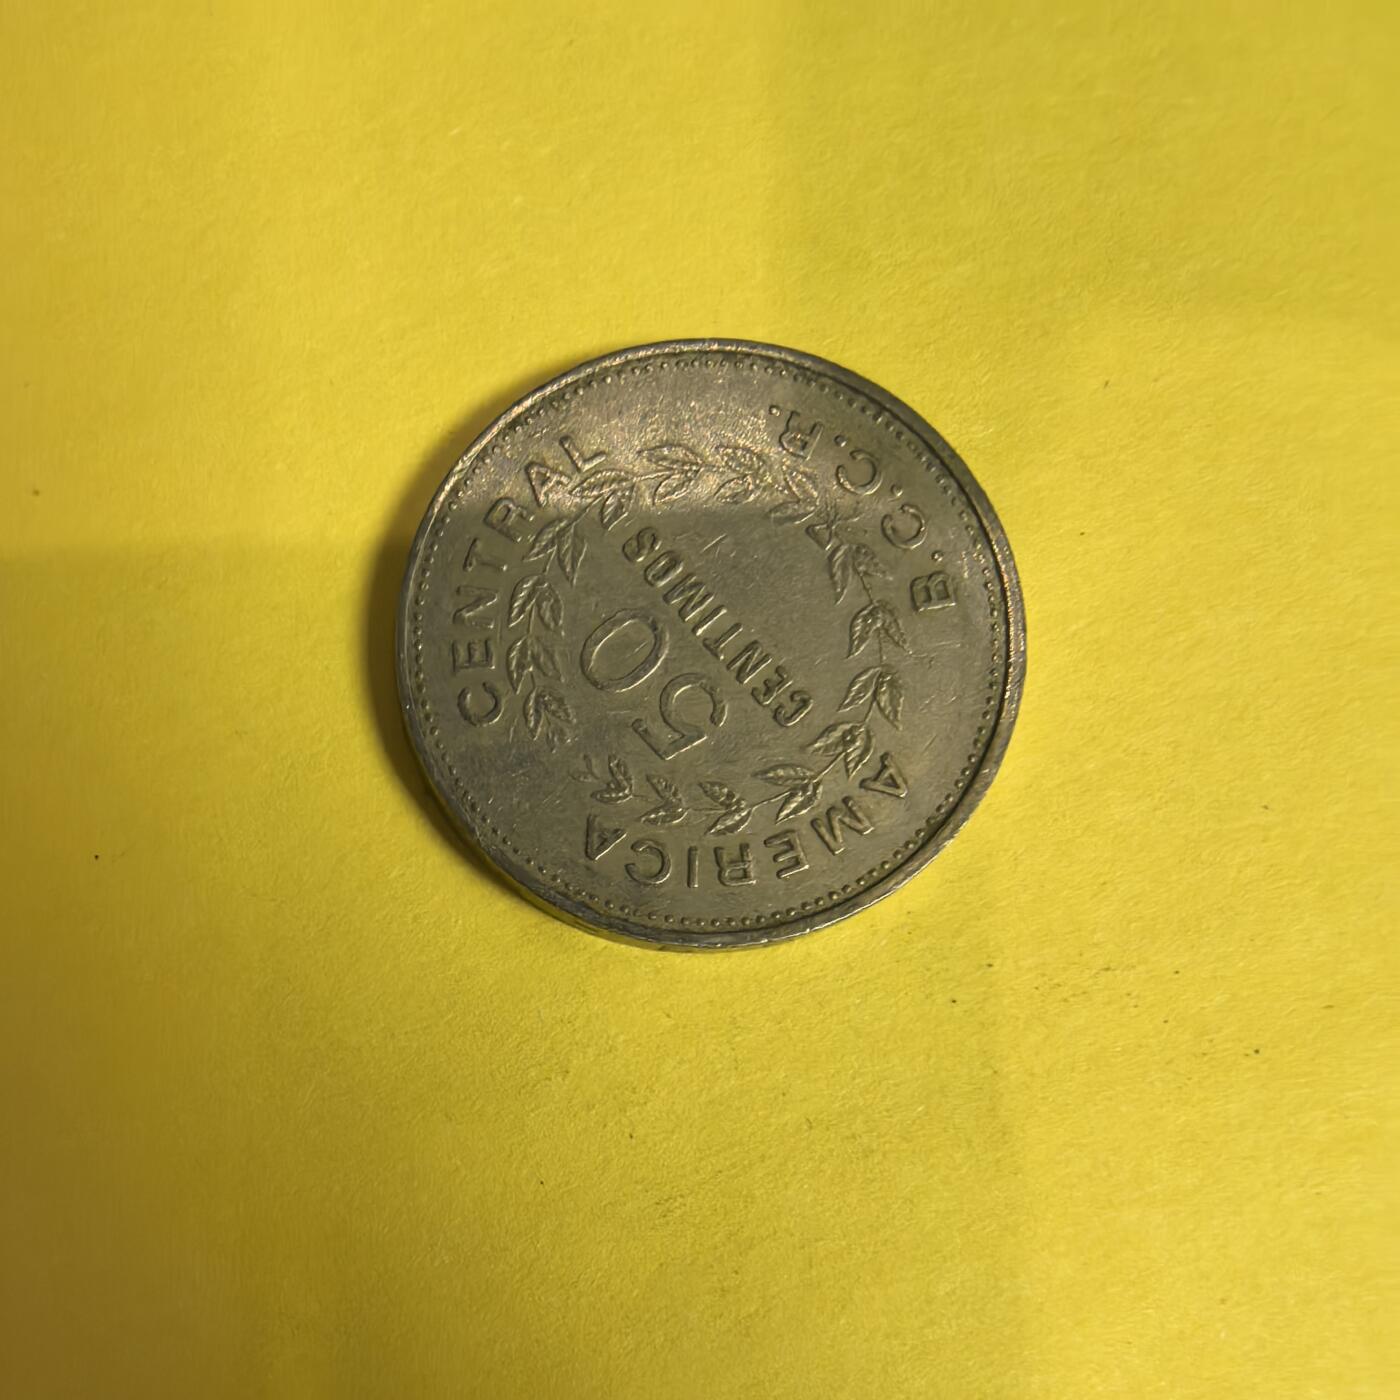 AMERICA CENTRAL
50
CENTIMOS
B.C.C.R.